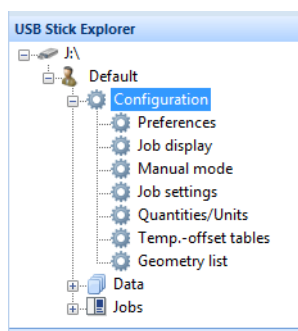 USB Stick Explorer
J:\
Default
Configuration
Preferences
Job display
Manual mode
Job settings
Quantities/Units
Temp.-offset tables
Geometry list
Data
Jobs